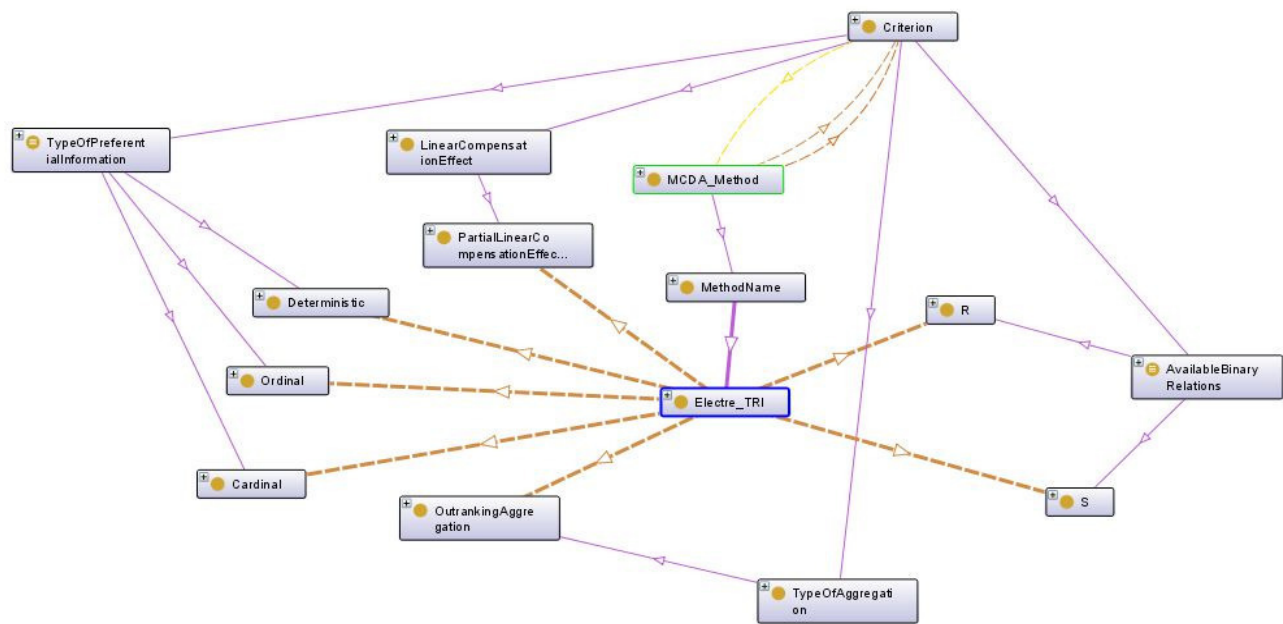 Criterion
TypeOfPreferent
ialInformation
LinearCompensat
ionEffect
MCDA_Method
PartialLinearCo
mpensationEffec...
Deterministic
MethodName
R
AvailableBinary
Relations
Ordinal
Electre_TRI
Cardinal
OutrankingAggre
gation
S
TypeOfAggregati
on